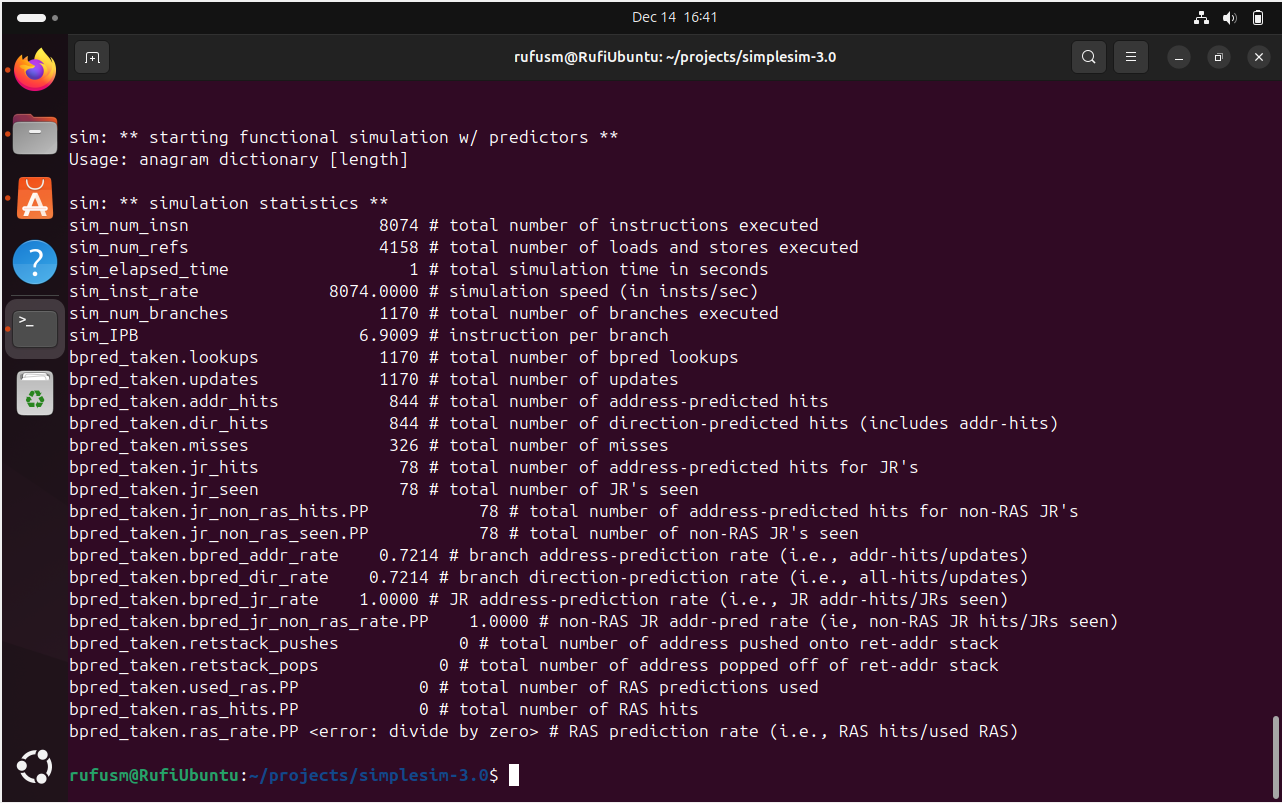 Dec 14 16:41
rufusm@RufiUbuntu: ~/projects/simplesim-3.0
sim: ** starting functional simulation w/ predictors **
Usage: anagram dictionary [length]
sim: ** simulation statistics **
sim_num_insn                   8074 # total number of instructions executed
sim_num_refs                   4158 # total number of loads and stores executed
sim_elapsed_time                  1 # total simulation time in seconds
sim_inst_rate             8074.0000 # simulation speed (in insts/sec)
sim_num_branches               1170 # total number of branches executed
sim_IPB                      6.9009 # instruction per branch
bpred_taken.lookups            1170 # total number of bpred lookups
bpred_taken.updates            1170 # total number of updates
bpred_taken.addr_hits           844 # total number of address-predicted hits
bpred_taken.dir_hits            844 # total number of direction-predicted hits (includes addr-hits)
bpred_taken.misses              326 # total number of misses
bpred_taken.jr_hits              78 # total number of address-predicted hits for JR's
bpred_taken.jr_seen              78 # total number of JR's seen
bpred_taken.jr_non_ras_hits.PP           78 # total number of address-predicted hits for non-RAS JR's
bpred_taken.jr_non_ras_seen.PP           78 # total number of non-RAS JR's seen
bpred_taken.bpred_addr_rate    0.7214 # branch address-prediction rate (i.e., addr-hits/updates)
bpred_taken.bpred_dir_rate    0.7214 # branch direction-prediction rate (i.e., all-hits/updates)
bpred_taken.bpred_jr_rate    1.0000 # JR address-prediction rate (i.e., JR addr-hits/JRs seen)
bpred_taken.bpred_jr_non_ras_rate.PP    1.0000 # non-RAS JR addr-pred rate (ie, non-RAS JR hits/JRs seen)
bpred_taken.retstack_pushes            0 # total number of address pushed onto ret-addr stack
bpred_taken.retstack_pops            0 # total number of address popped off of ret-addr stack
bpred_taken.used_ras.PP            0 # total number of RAS predictions used
bpred_taken.ras_hits.PP            0 # total number of RAS hits
bpred_taken.ras_rate.PP <error: divide by zero> # RAS prediction rate (i.e., RAS hits/used RAS)
rufusm@RufiUbuntu:~/projects/simplesim-3.0$